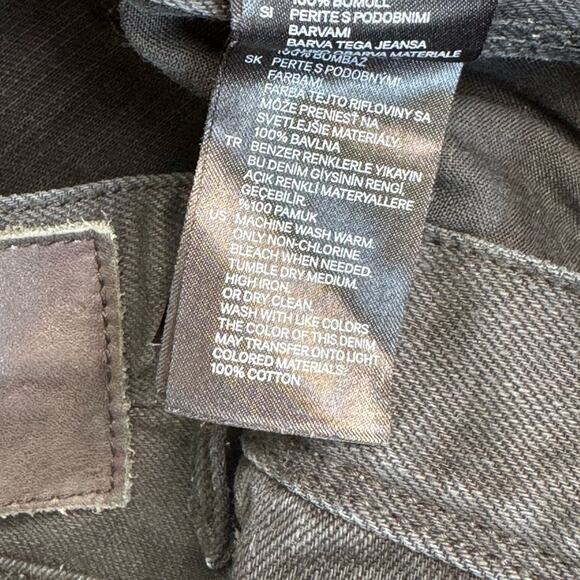 100% BOMULL
SI PERITE S PODOBNIMI
BARVAMI
BARVA TEGA JEANSA
SK PERTE S PODOBNÝMI
FARBAMI
FARBA TEJTO RIFLOVINY SA
MÔŽE PRENIESŤ NA
SVETLEJŠIE MATERIÁLY.
100% BAVLNA
TR BENZER RENKLERLE YIKAYIN
BU DENİM GİYSİNİN RENGİ,
AÇIK RENKLİ MATERYALLERE
GEÇEBİLİR.
%100 PAMUK
US MACHINE WASH WARM.
ONLY NON-CHLORINE
BLEACH WHEN NEEDED.
TUMBLE DRY MEDIUM.
HIGH IRON.
OR DRY CLEAN.
WASH WITH LIKE COLORS
THE COLOR OF THIS DENIM
MAY TRANSFER ONTO LIGHT
COLORED MATERIALS:
100% COTTON